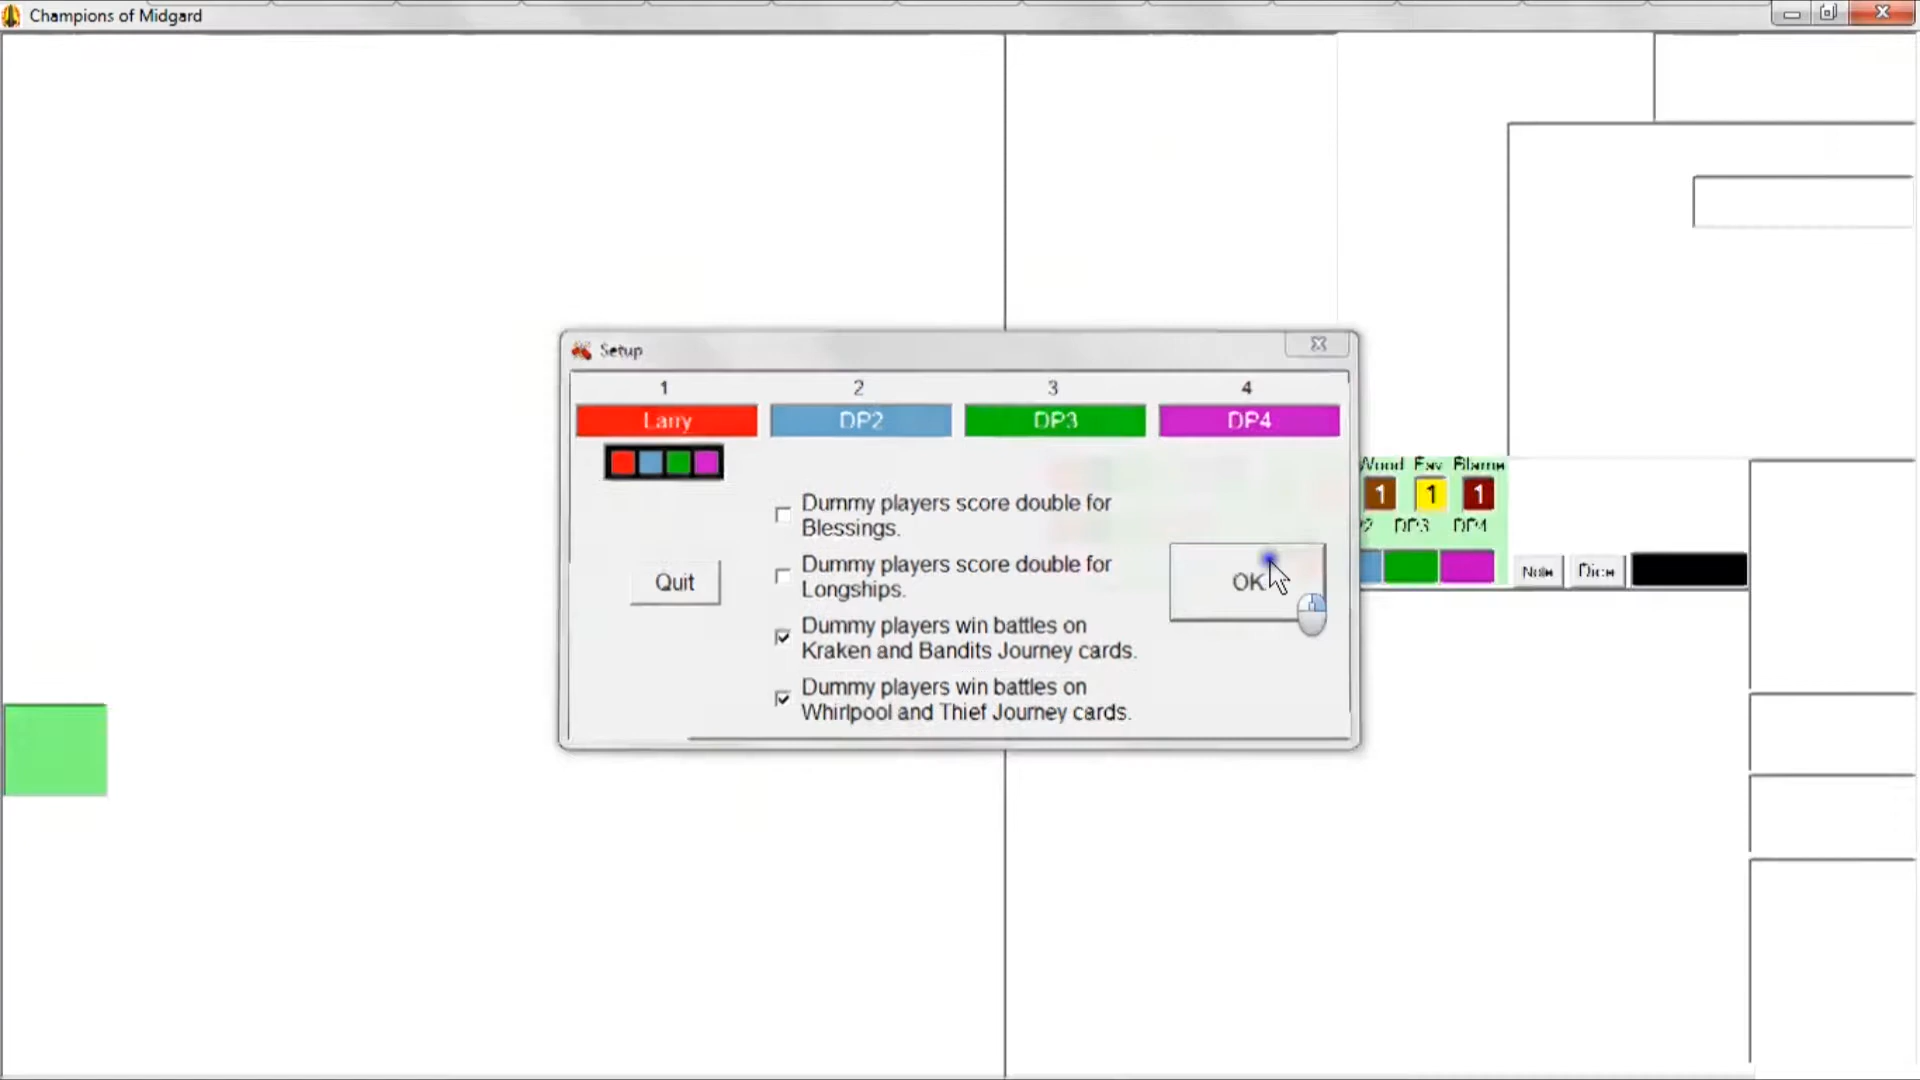 Champions of Midgard
Setup
1 2 3 4
Larry DP2 DP3 DP4
Dummy players score double for
Blessings.
Dummy players score double for
Longships.
Dummy players win battles on
Kraken and Bandits Journey cards.
Dummy players win battles on
Whirlpool and Thief Journey cards.
Quit
OK
Wood Fav Blame
1 1 1
DP3 DP4
Note Dice